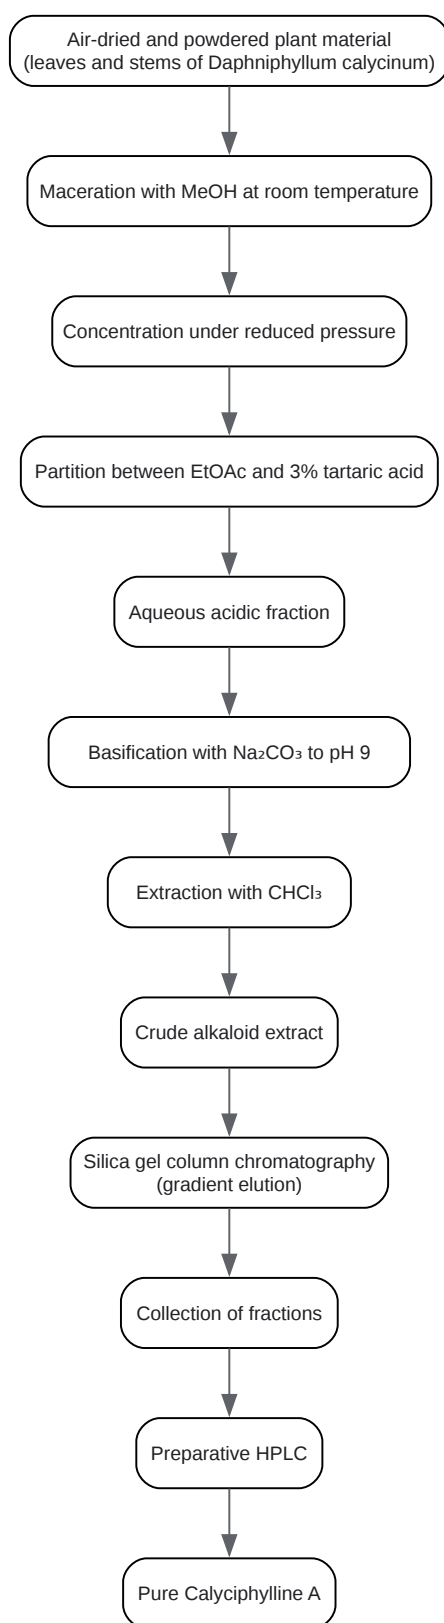 Air-dried and powdered plant material
(leaves and stems of Daphniphyllum calycinum)
Maceration with MeOH at room temperature
Concentration under reduced pressure
Partition between EtOAc and 3% tartaric acid
Aqueous acidic fraction
Basification with Na₂CO₃ to pH 9
Extraction with CHCl₃
Crude alkaloid extract
Silica gel column chromatography
(gradient elution)
Collection of fractions
Preparative HPLC
Pure Calyciphylline A